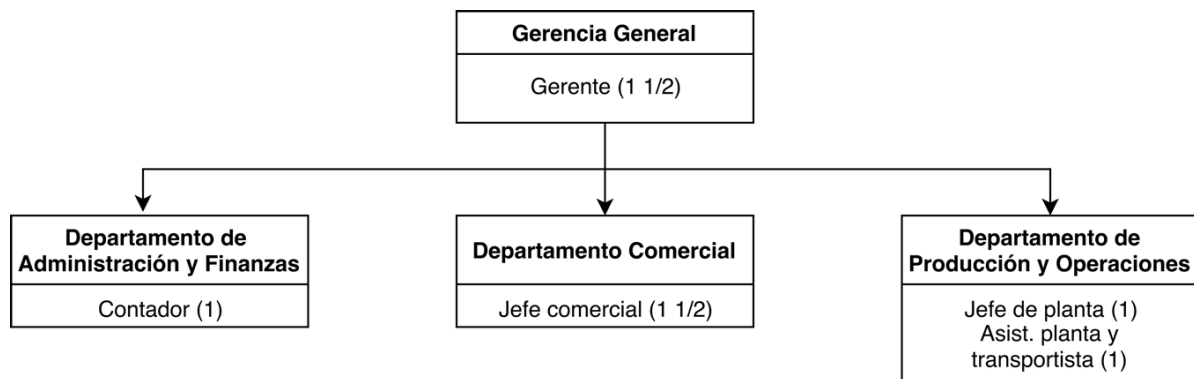 Gerencia General
Gerente (1 1/2)
Departamento de
Administración y Finanzas
Contador (1)
Departamento Comercial
Jefe comercial (1 1/2)
Departamento de
Producción y Operaciones
Jefe de planta (1)
Asist. planta y
transportista (1)